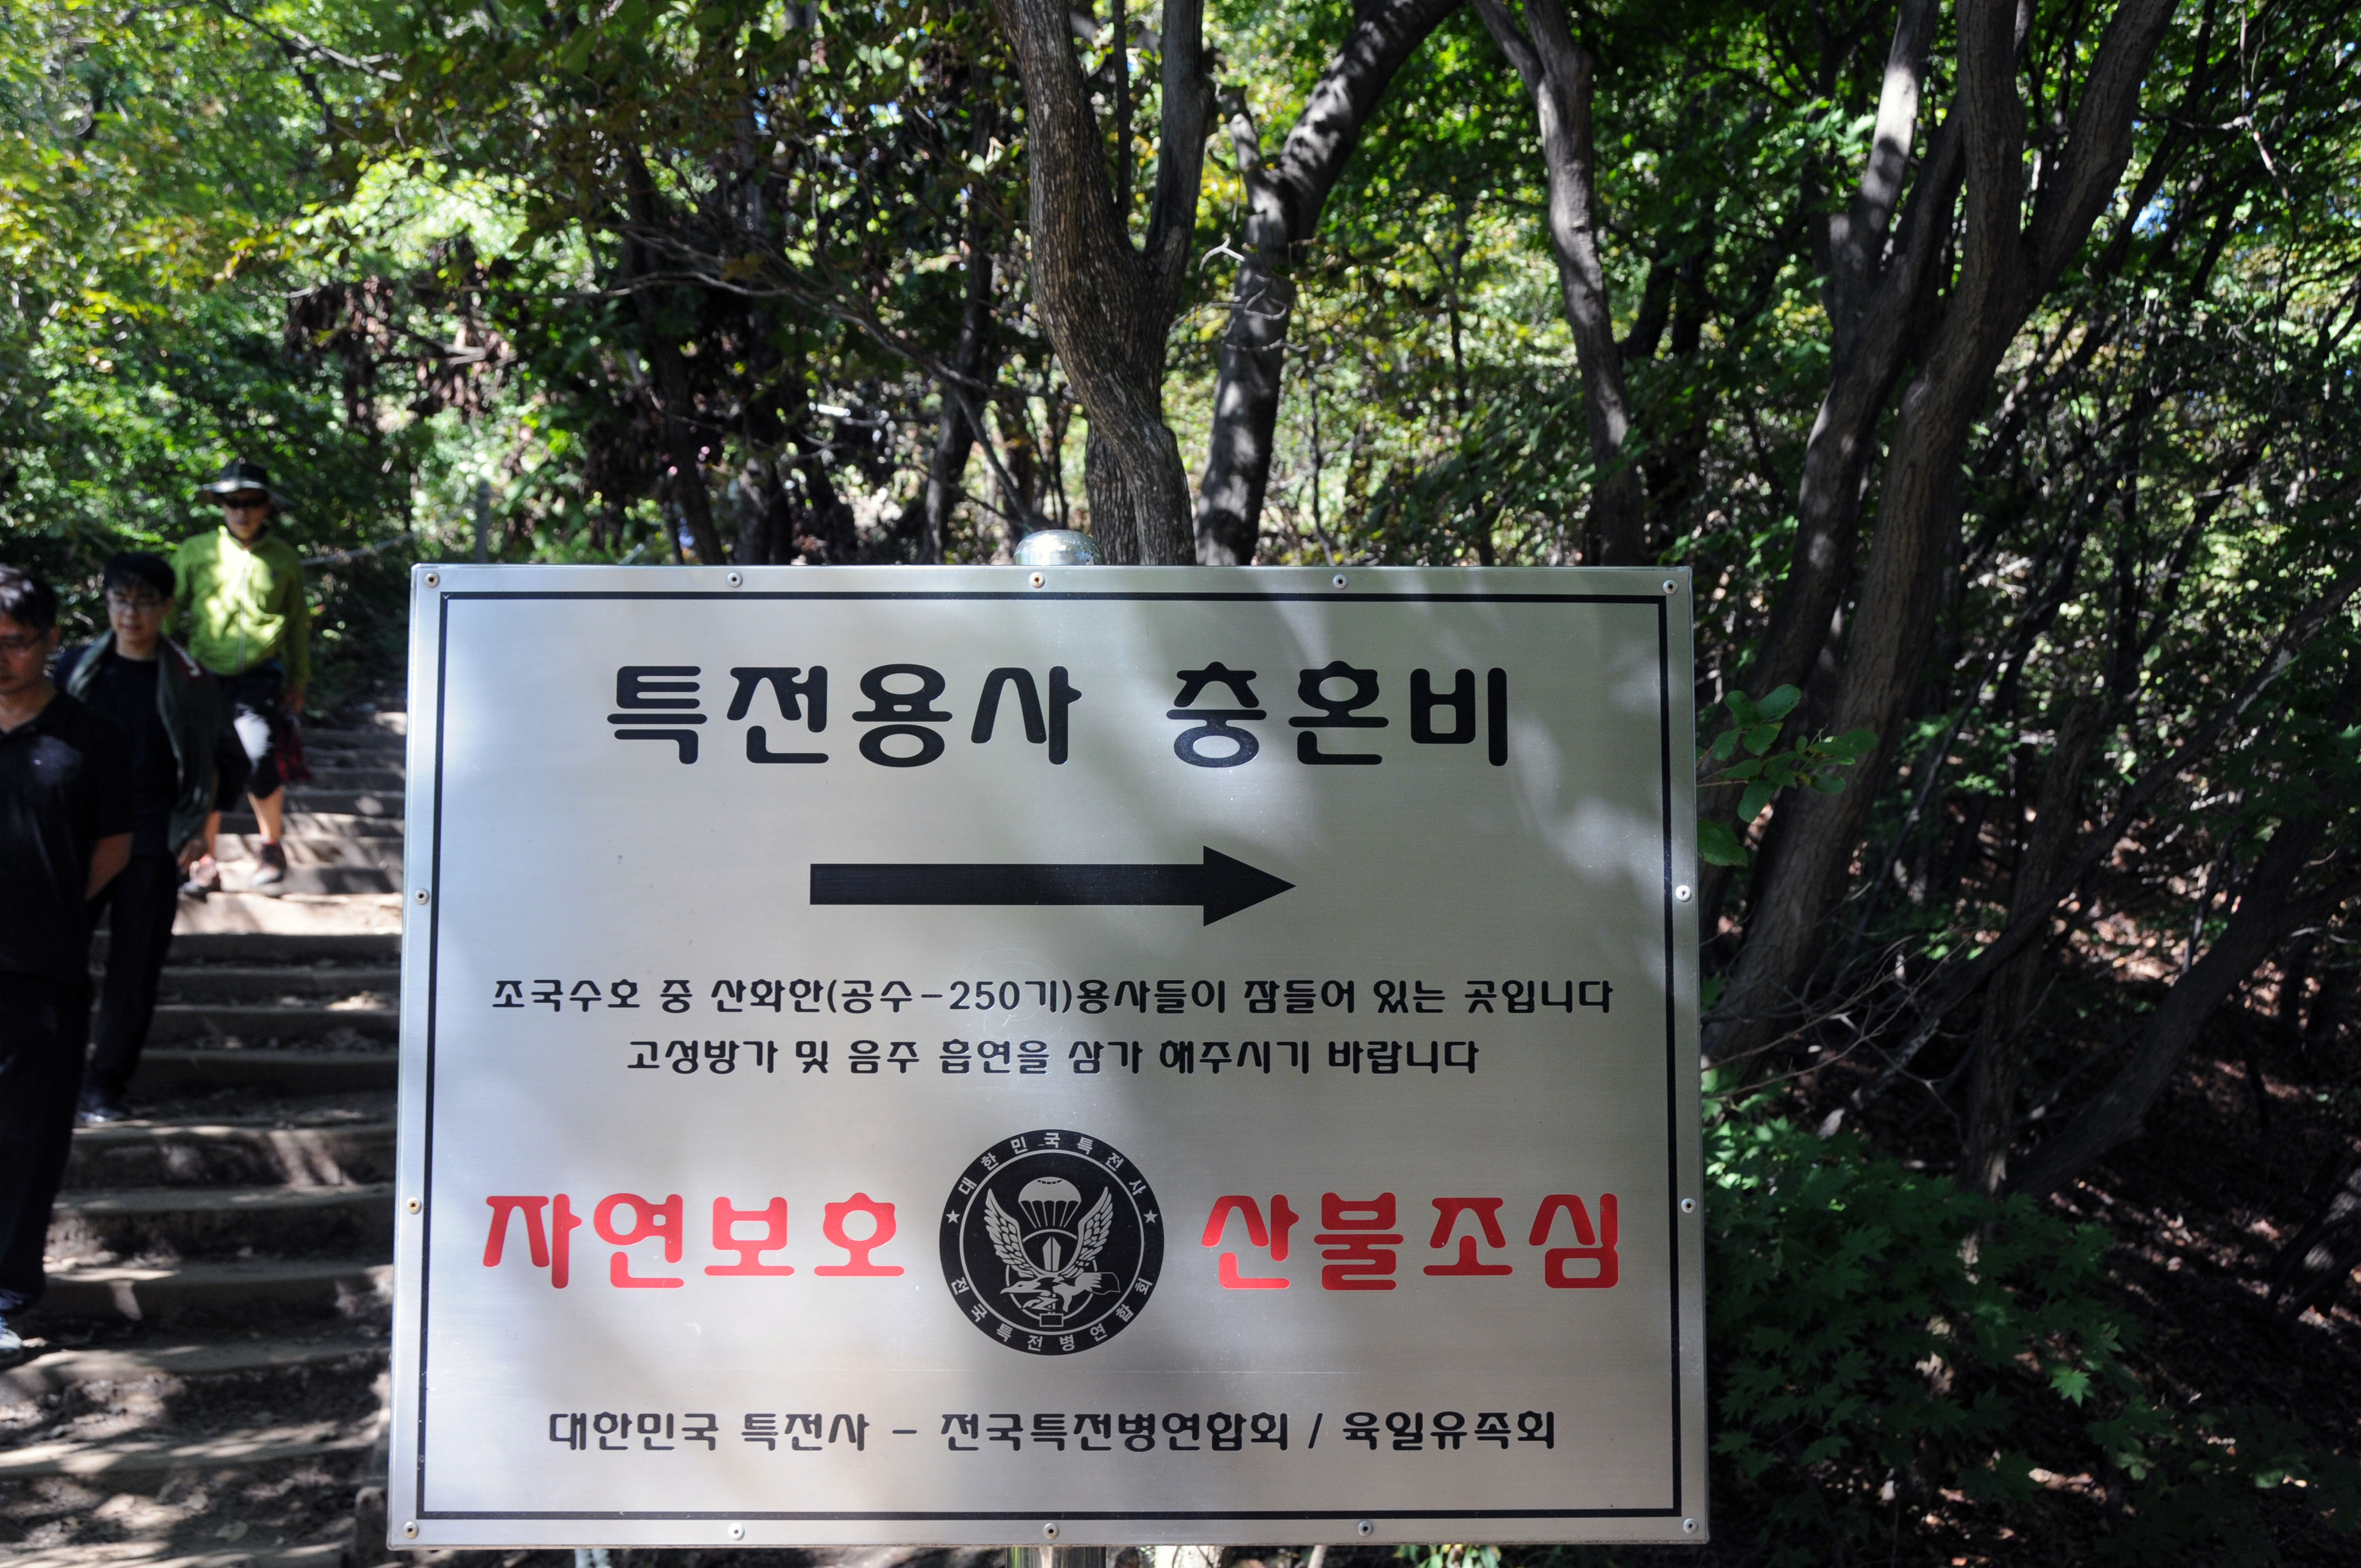 특전용사 충혼비
조국수호 중 산화한(공수-250기)용사들이 잠들어 있는 곳입니다
고성방가 및 음주 흡연을 삼가 해주시기 바랍니다
자연보호 산불조심
대한민국특전사
전국특전병연합회
대한민국 특전사 - 전국특전병연합회 / 육일유족회